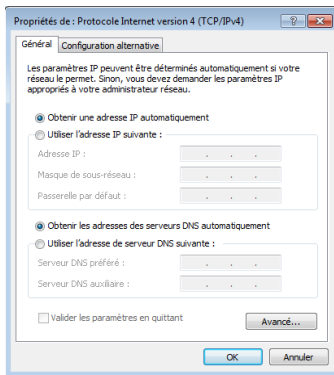 Propriétés de : Protocole Internet version 4 (TCP/IPv4)
Général
Configuration alternative
Les paramètres IP peuvent être déterminés automatiquement si votre
réseau le permet. Sinon, vous devez demander les paramètres IP
appropriés à votre administrateur réseau.
Obtenir une adresse IP automatiquement
Utiliser l'adresse IP suivante :
Adresse IP :
Masque de sous-réseau :
Passerelle par défaut :
Obtenir les adresses des serveurs DNS automatiquement
Utiliser l'adresse de serveur DNS suivante :
Serveur DNS préféré :
Serveur DNS auxiliaire :
Valider les paramètres en quittant
Avancé...
OK
Annuler